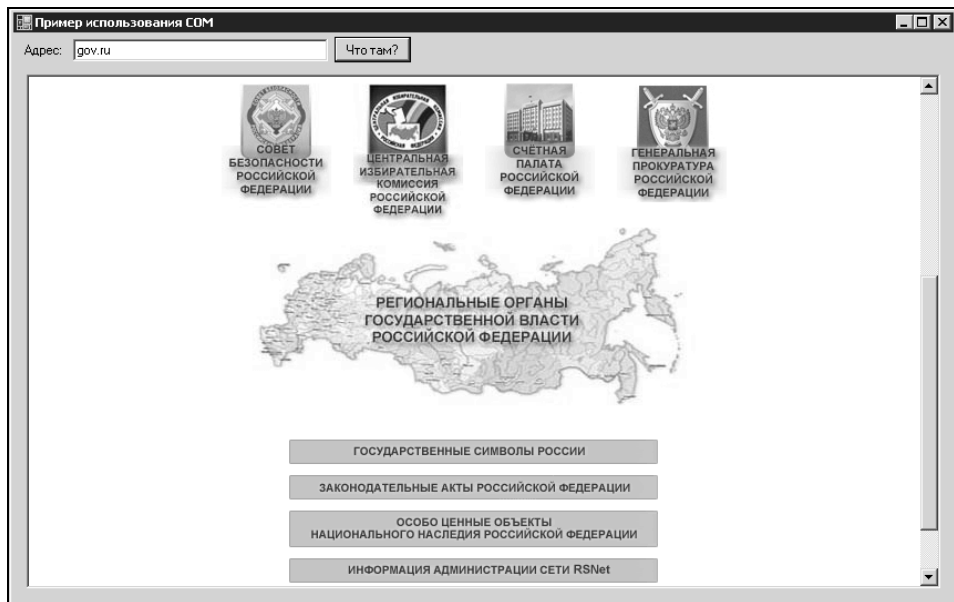 Пример использования COM
Адрес: gov.ru Что там?
СОВЕТ
БЕЗОПАСНОСТИ
РОССИЙСКОЙ
ФЕДЕРАЦИИ
ЦЕНТРАЛЬНАЯ
ИЗБИРАТЕЛЬНАЯ
КОМИССИЯ
РОССИЙСКОЙ
ФЕДЕРАЦИИ
СЧЁТНАЯ
ПАЛАТА
РОССИЙСКОЙ
ФЕДЕРАЦИИ
ГЕНЕРАЛЬНАЯ
ПРОКУРАТУРА
РОССИЙСКОЙ
ФЕДЕРАЦИИ
РЕГИОНАЛЬНЫЕ ОРГАНЫ
ГОСУДАРСТВЕННОЙ ВЛАСТИ
РОССИЙСКОЙ ФЕДЕРАЦИИ
ГОСУДАРСТВЕННЫЕ СИМВОЛЫ РОССИИ
ЗАКОНОДАТЕЛЬНЫЕ АКТЫ РОССИЙСКОЙ ФЕДЕРАЦИИ
ОСОБО ЦЕННЫЕ ОБЪЕКТЫ
НАЦИОНАЛЬНОГО НАСЛЕДИЯ РОССИЙСКОЙ ФЕДЕРАЦИИ
ИНФОРМАЦИЯ АДМИНИСТРАЦИИ СЕТИ RSNet